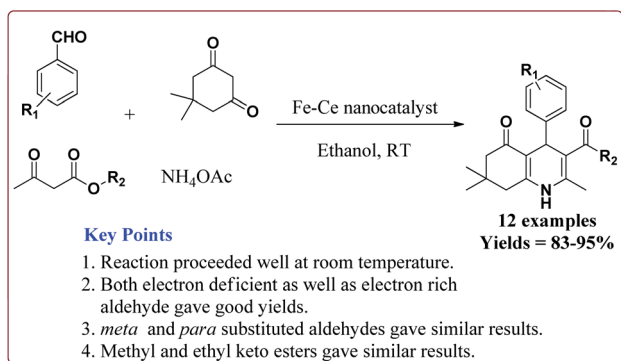 CHO
R1
+
O
O
O
O
O
R2
NH4OAc
Fe-Ce nanocatalyst
Ethanol, RT
R1
O
O
R2
N
H
12 examples
Yields = 83-95%
Key Points
1. Reaction proceeded well at room temperature.
2. Both electron deficient as well as electron rich
aldehyde gave good yields.
3. meta and para substituted aldehydes gave similar results.
4. Methyl and ethyl keto esters gave similar results.